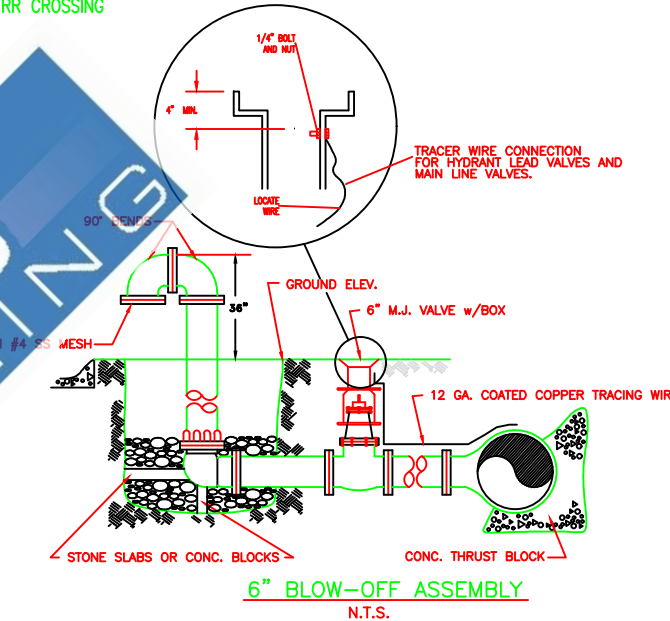 RR CROSSING
1/4" BOLT
AND NUT
4" MIN.
TRACER WIRE CONNECTION
FOR HYDRANT LEAD VALVES AND
MAIN LINE VALVES.
LOCATE
WIRE
90° BENDS
ING
36"
GROUND ELEV.
6" M.J. VALVE w/BOX
#4 SS MESH
12 GA. COATED COPPER TRACING WIR
STONE SLABS OR CONC. BLOCKS
CONC. THRUST BLOCK
6" BLOW-OFF ASSEMBLY
N.T.S.